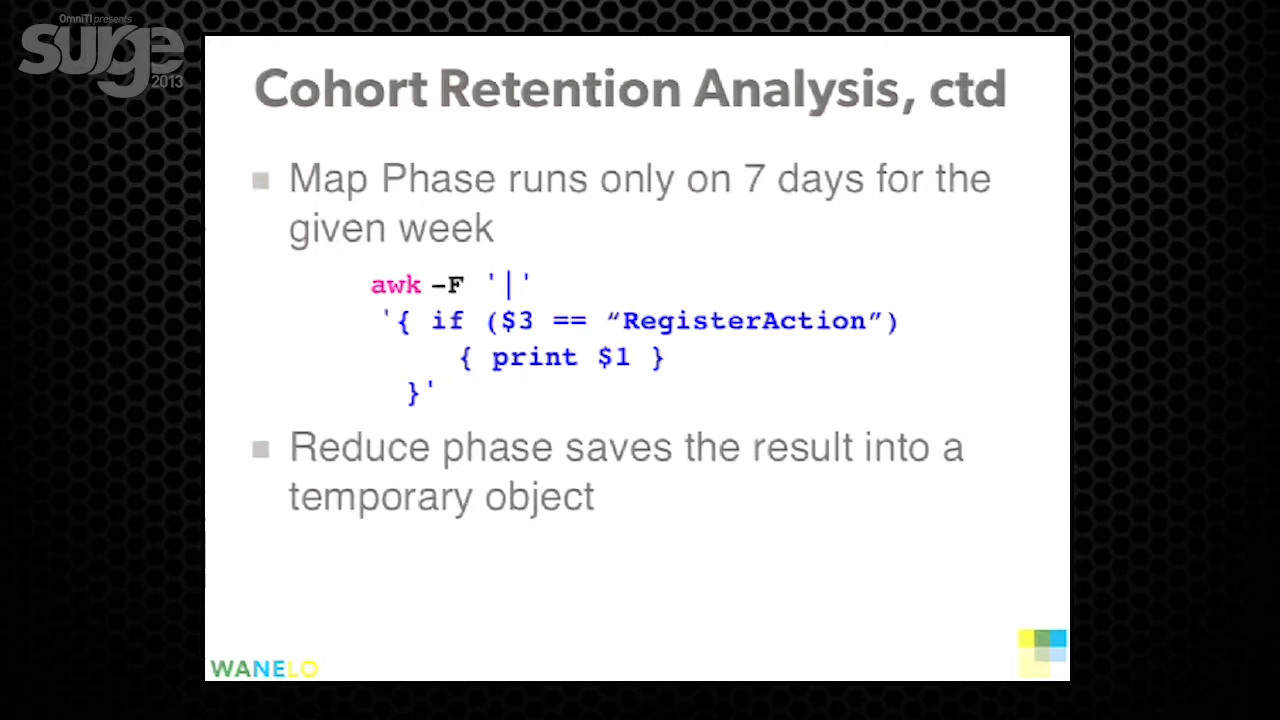 OmniTI presents
surge
2013
Cohort Retention Analysis, ctd
Map Phase runs only on 7 days for the
given week
awk -F '|'
'{ if ($3 == “RegisterAction”)
{ print $1 }
}'
Reduce phase saves the result into a
temporary object
WANELO